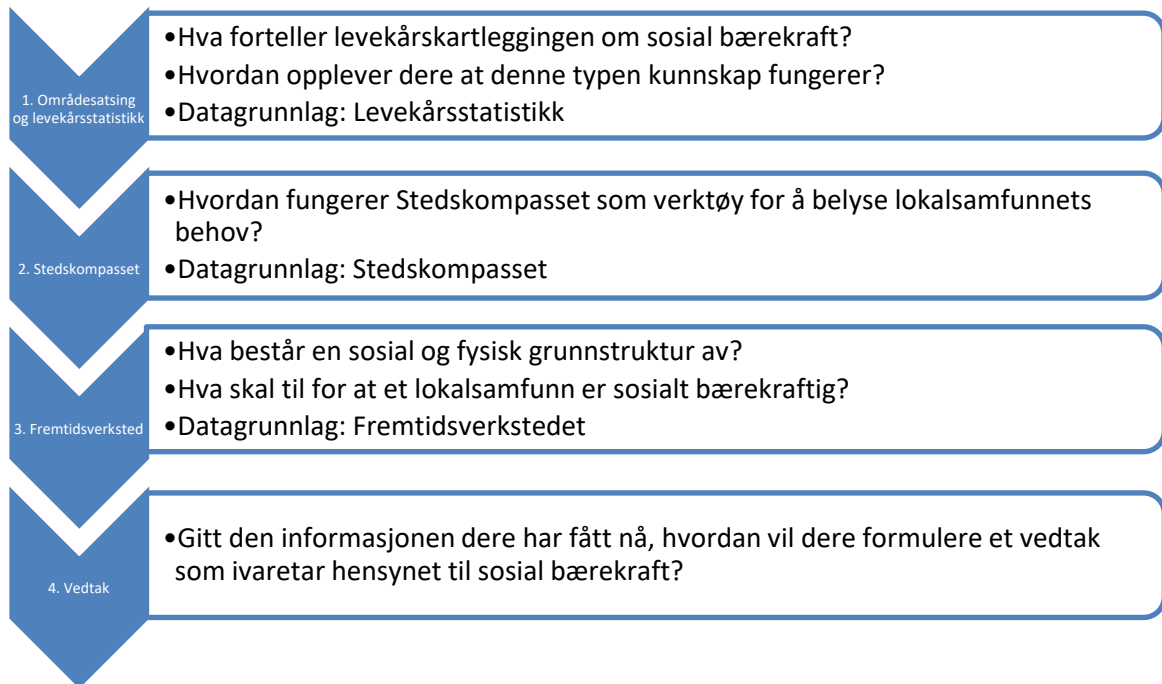 1. Områdesatsing
og levekårsstatistikk
•Hva forteller levekårskartleggingen om sosial bærekraft?
•Hvordan opplever dere at denne typen kunnskap fungerer?
•Datagrunnlag: Levekårsstatistikk
2. Stedskompasset
•Hvordan fungerer Stedskompasset som verktøy for å belyse lokalsamfunnets
behov?
•Datagrunnlag: Stedskompasset
3. Fremtidsverksted
•Hva består en sosial og fysisk grunnstruktur av?
•Hva skal til for at et lokalsamfunn er sosialt bærekraftig?
•Datagrunnlag: Fremtidsverkstedet
4. Vedtak
•Gitt den informasjonen dere har fått nå, hvordan vil dere formulere et vedtak
som ivaretar hensynet til sosial bærekraft?